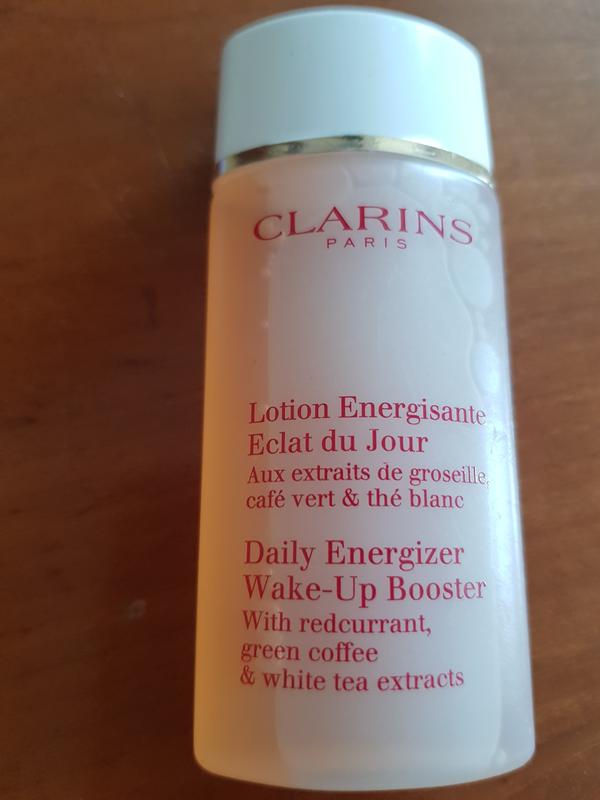 CLARINS
PARIS
Lotion Energisante
Eclat du Jour
Aux extraits de groseille,
café vert & thé blanc
Daily Energizer
Wake-Up Booster
With redcurrant,
green coffee
& white tea extracts